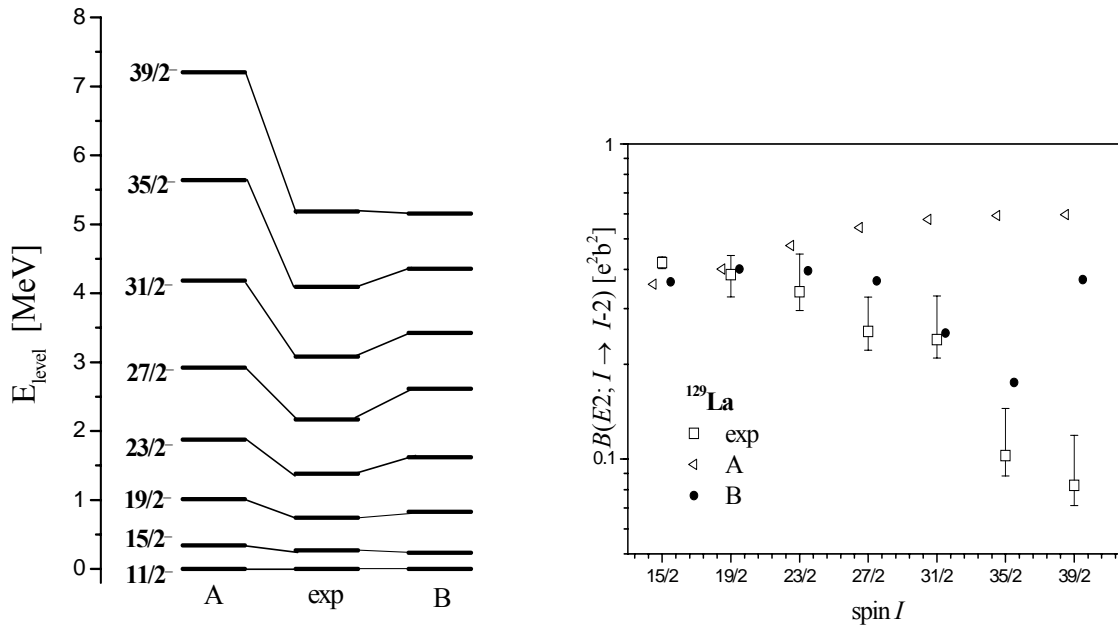 8
7
6
5
4
3
2
1
0
E_level [MeV]
39/2⁻
35/2⁻
31/2⁻
27/2⁻
23/2⁻
19/2⁻
15/2⁻
11/2⁻
A exp B
1
0.1
B(E2; I → I-2) [e²b²]
¹²⁹La
exp
A
B
15/2 19/2 23/2 27/2 31/2 35/2 39/2
spin I